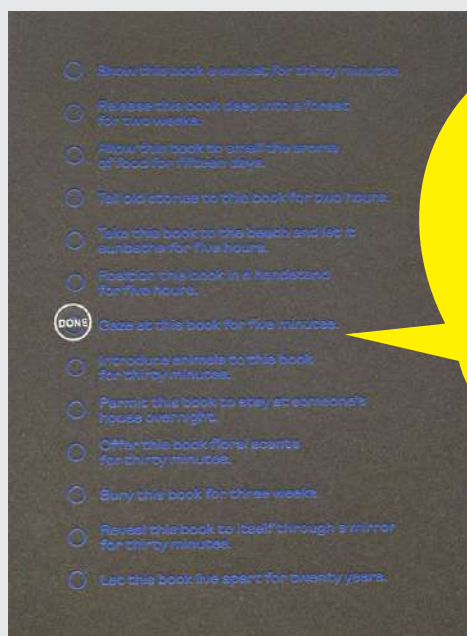 Show this book a sunset for thirty minutes.
Release this book deep into a forest
for two weeks.
Allow this book to smell the aroma
of food for fifteen days.
Tell old stories to this book for two hours.
Take this book to the beach and let it
sunbathe for five hours.
Position this book in a handstand
for five hours.
DONE
Gaze at this book for five minutes.
Introduce animals to this book
for thirty minutes.
Permit this book to stay at someone's
house overnight.
Offer this book floral scents
for thirty minutes.
Bury this book for three weeks.
Reveal this book to itself through a mirror
for thirty minutes.
Let this book live apart for twenty years.